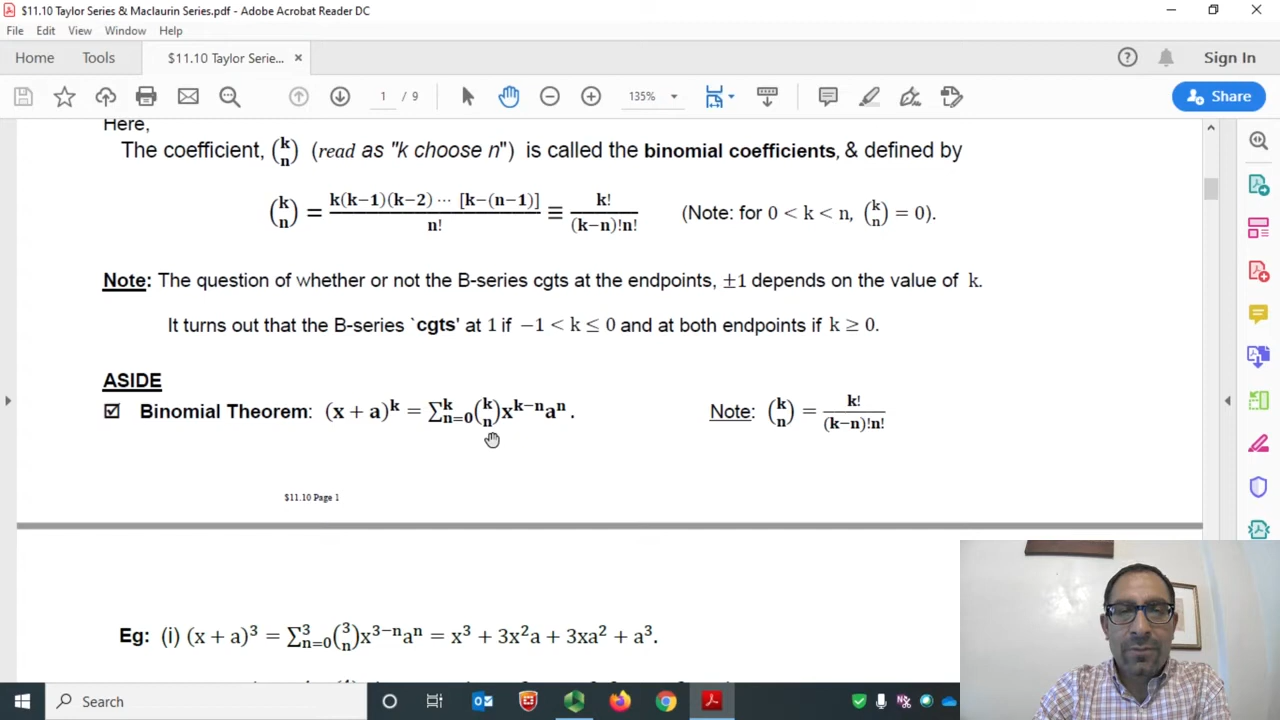 $11.10 Taylor Series & Maclaurin Series.pdf - Adobe Acrobat Reader DC
File Edit View Window Help
Home Tools $11.10 Taylor Serie... × Sign In
1 / 9 135% Share
Here,
The coefficient, (k n) (read as "k choose n") is called the binomial coefficients, & defined by
(k n) = k(k−1)(k−2) ⋯ [k−(n−1)] / n! ≡ k! / (k−n)!n! (Note: for 0 < k < n, (k n) = 0).
Note: The question of whether or not the B-series cgts at the endpoints, ±1 depends on the value of k.
It turns out that the B-series `cgts' at 1 if −1 < k ≤ 0 and at both endpoints if k ≥ 0.
ASIDE
☑ Binomial Theorem: (x + a)^k = ∑_{n=0}^{k} (k n) x^{k−n} a^n . Note: (k n) = k! / (k−n)!n!
$11.10 Page 1
Eg: (i) (x + a)^3 = ∑_{n=0}^{3} (3 n) x^{3−n} a^n = x^3 + 3x^2a + 3xa^2 + a^3.
Search